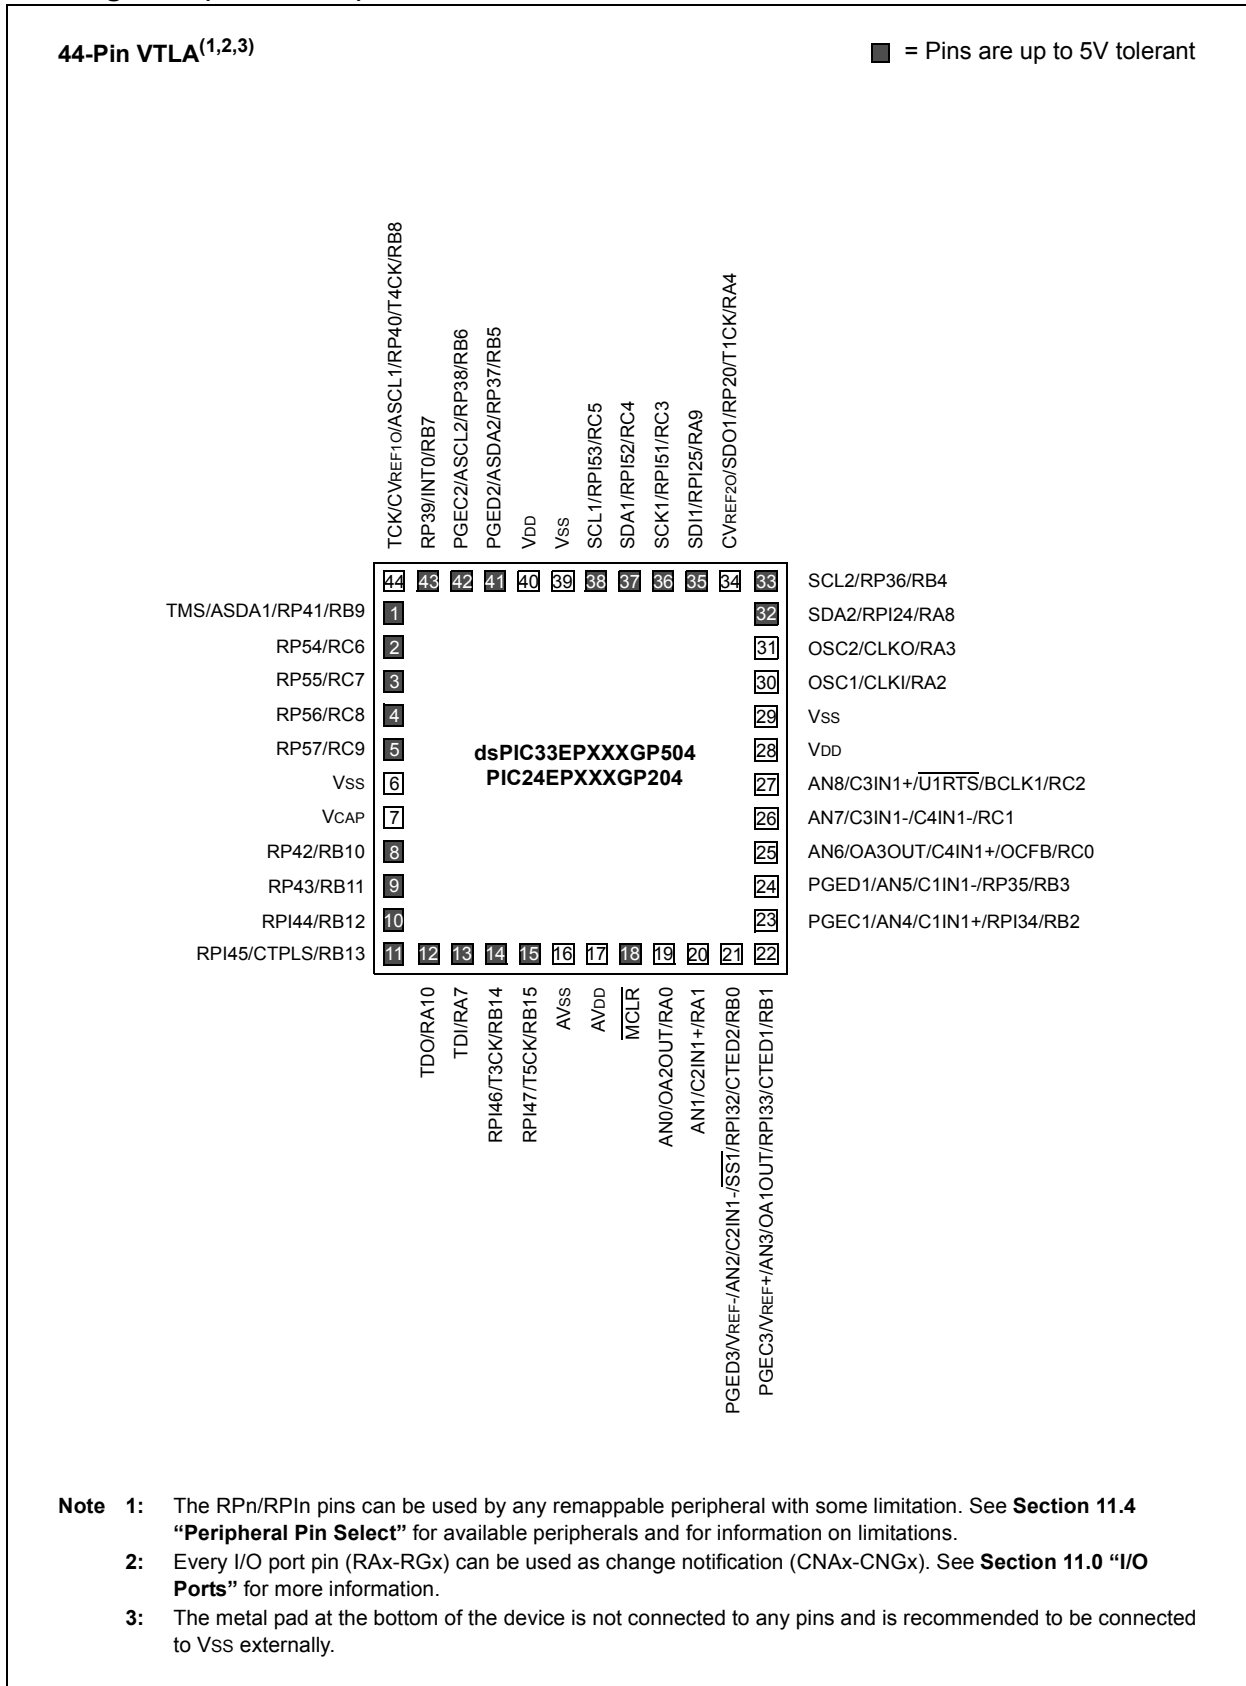 44-Pin VTLA(1,2,3)
= Pins are up to 5V tolerant
TCK/CVREF1O/ASCL1/RP40/T4CK/RB8
RP39/INT0/RB7
PGEC2/ASCL2/RP38/RB6
PGED2/ASDA2/RP37/RB5
VDD
VSS
SCL1/RPI53/RC5
SDA1/RPI52/RC4
SCK1/RPI51/RC3
SDI1/RPI25/RA9
CVREF2O/SDO1/RP20/T1CK/RA4
44 43 42 41 40 39 38 37 36 35 34 33 SCL2/RP36/RB4
TMS/ASDA1/RP41/RB9 1 32 SDA2/RPI24/RA8
RP54/RC6 2 31 OSC2/CLKO/RA3
RP55/RC7 3 30 OSC1/CLKI/RA2
RP56/RC8 4 29 VSS
RP57/RC9 5 dsPIC33EPXXXGP504 28 VDD
PIC24EPXXXGP204
VSS 6 27 AN8/C3IN1+/U1RTS/BCLK1/RC2
VCAP 7 26 AN7/C3IN1-/C4IN1-/RC1
RP42/RB10 8 25 AN6/OA3OUT/C4IN1+/OCFB/RC0
RP43/RB11 9 24 PGED1/AN5/C1IN1-/RP35/RB3
RPI44/RB12 10 23 PGEC1/AN4/C1IN1+/RPI34/RB2
RPI45/CTPLS/RB13 11 12 13 14 15 16 17 18 19 20 21 22
TDO/RA10
TDI/RA7
RPI46/T3CK/RB14
RPI47/T5CK/RB15
AVSS
AVDD
MCLR
AN0/OA2OUT/RA0
AN1/C2IN1+/RA1
PGED3/VREF-/AN2/C2IN1-/SS1/RPI32/CTED2/RB0
PGEC3/VREF+/AN3/OA1OUT/RPI33/CTED1/RB1
Note 1: The RPn/RPIn pins can be used by any remappable peripheral with some limitation. See Section 11.4
“Peripheral Pin Select” for available peripherals and for information on limitations.
2: Every I/O port pin (RAx-RGx) can be used as change notification (CNAx-CNGx). See Section 11.0 “I/O
Ports” for more information.
3: The metal pad at the bottom of the device is not connected to any pins and is recommended to be connected
to VSS externally.